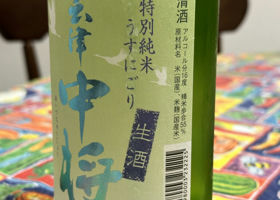 特別純米
うすにごり
會津中将
生酒
清酒
アルコール分16度 精米歩合55%
原材料名 米(国産)、米麹(国産米)